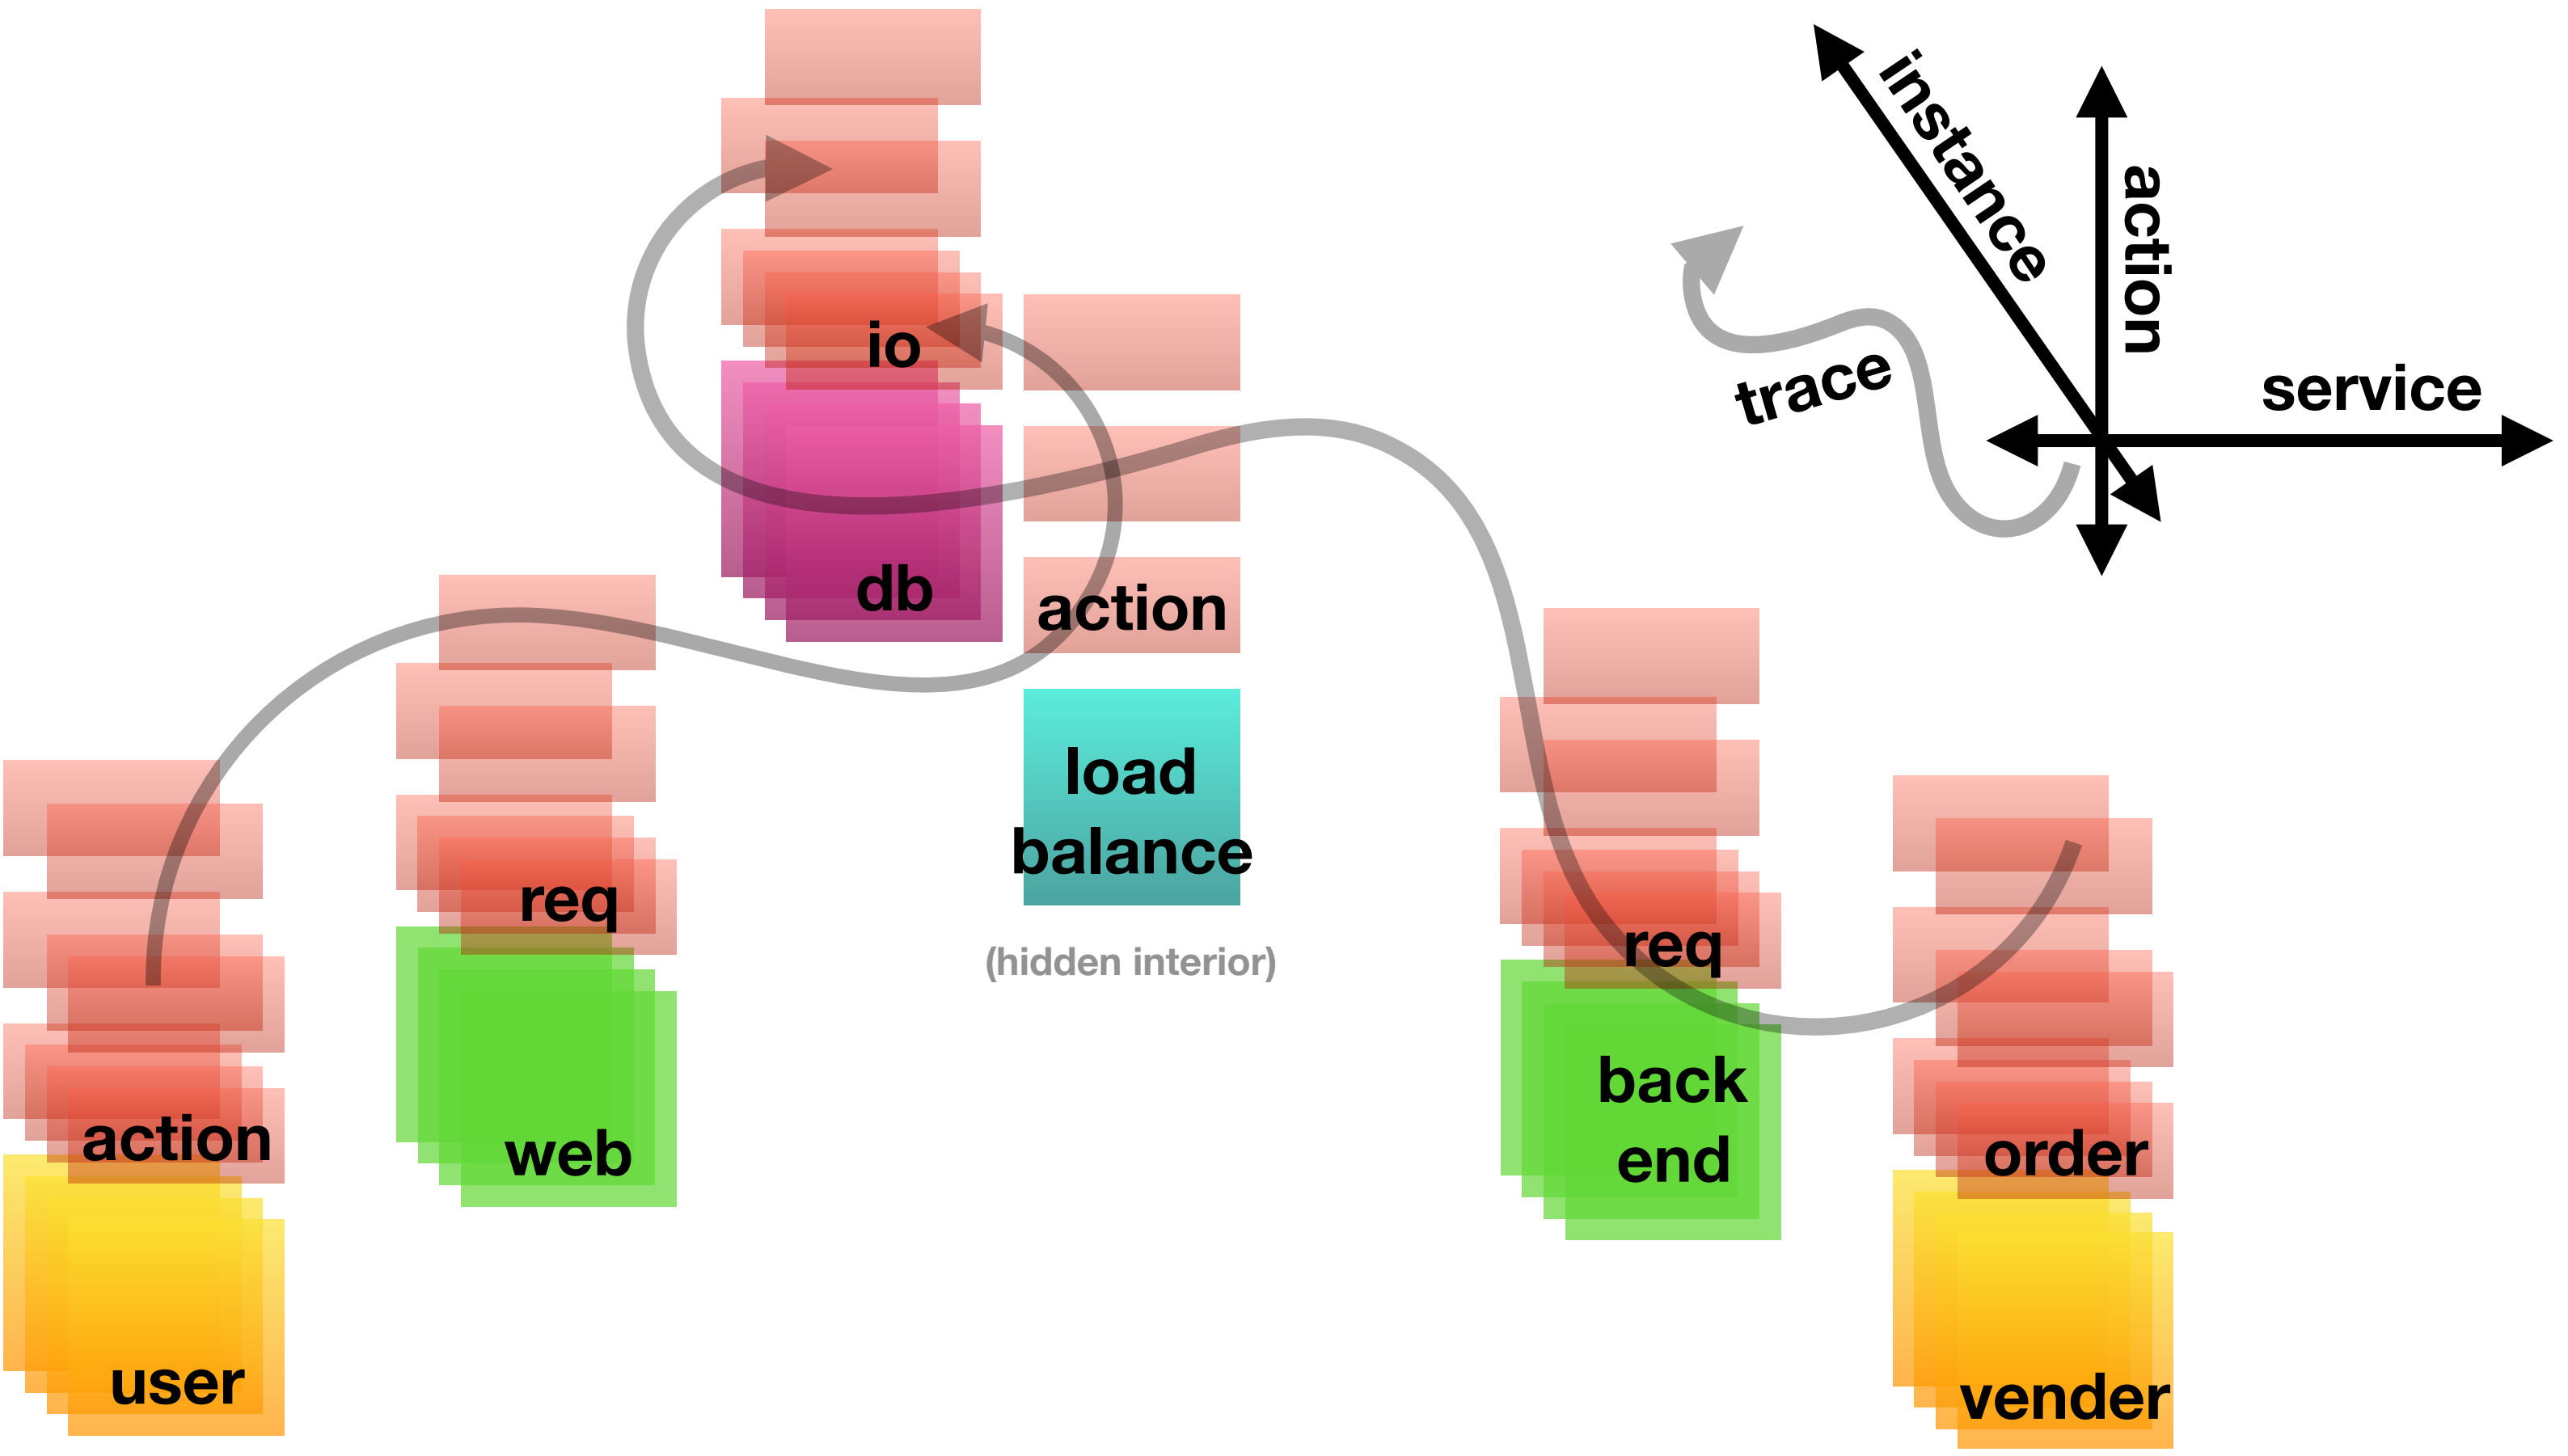 instance
action
service
trace
io
db
action
load
balance
(hidden interior)
req
web
action
user
req
back
end
order
vender